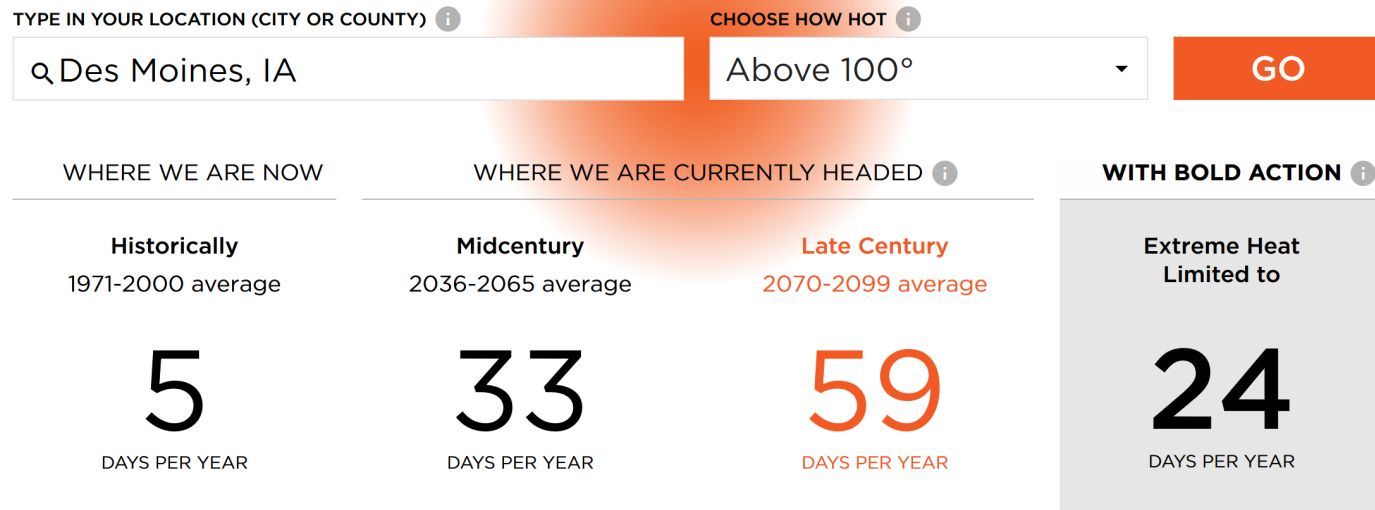 TYPE IN YOUR LOCATION (CITY OR COUNTY) i
CHOOSE HOW HOT i
Des Moines, IA
Above 100°
GO
WHERE WE ARE NOW
WHERE WE ARE CURRENTLY HEADED i
WITH BOLD ACTION i
Historically
1971-2000 average
5
DAYS PER YEAR
Midcentury
2036-2065 average
33
DAYS PER YEAR
Late Century
2070-2099 average
59
DAYS PER YEAR
Extreme Heat
Limited to
24
DAYS PER YEAR